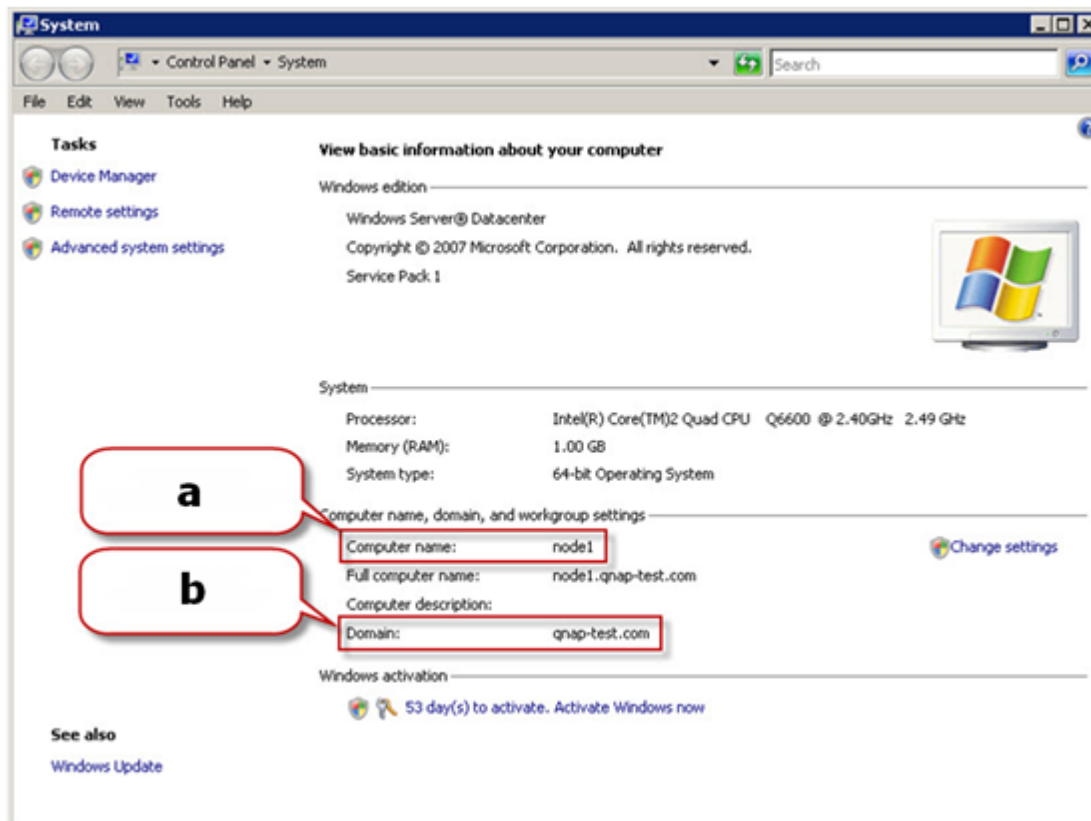 System
Control Panel System Search
File Edit View Tools Help
Tasks
Device Manager
Remote settings
Advanced system settings
View basic information about your computer
Windows edition
Windows Server® Datacenter
Copyright © 2007 Microsoft Corporation. All rights reserved.
Service Pack 1
System
Processor: Intel(R) Core(TM)2 Quad CPU Q6600 @ 2.40GHz 2.49 GHz
Memory (RAM): 1.00 GB
System type: 64-bit Operating System
a
Computer name, domain, and workgroup settings
Computer name: node1 Change settings
Full computer name: node1.qnap-test.com
b
Computer description:
Domain: qnap-test.com
Windows activation
53 day(s) to activate. Activate Windows now
See also
Windows Update